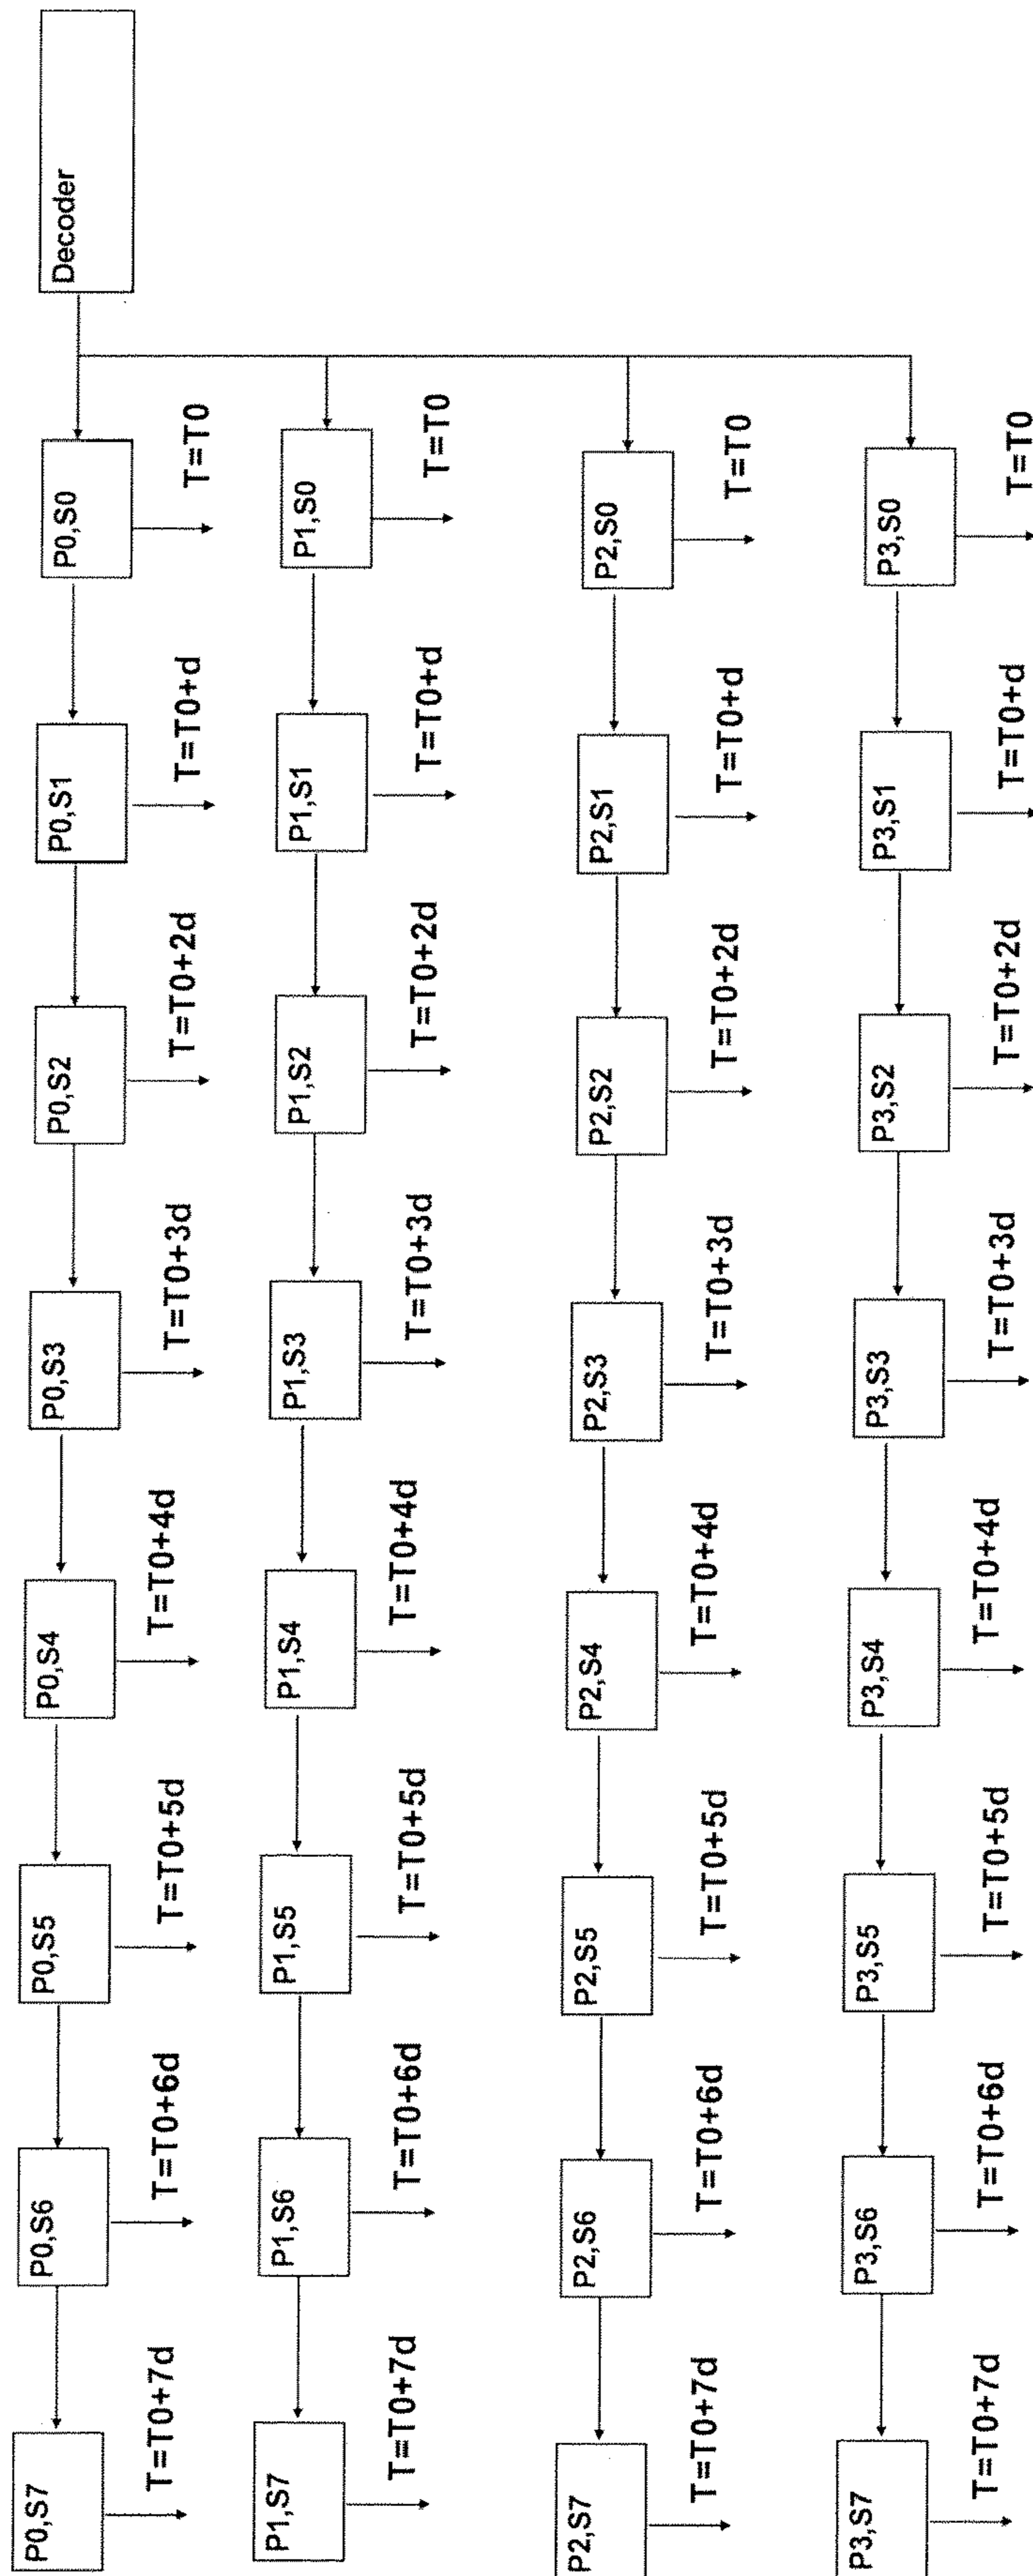 P0,S7
P0,S6
P0,S5
P0,S4
P0,S3
P0,S2
P0,S1
P0,S0
Decoder
T=T0+7d
T=T0+6d
T=T0+5d
T=T0+4d
T=T0+3d
T=T0+2d
T=T0+d
T=T0
P1,S7
P1,S6
P1,S5
P1,S4
P1,S3
P1,S2
P1,S1
P1,S0
T=T0+7d
T=T0+6d
T=T0+5d
T=T0+4d
T=T0+3d
T=T0+2d
T=T0+d
T=T0
P2,S7
P2,S6
P2,S5
P2,S4
P2,S3
P2,S2
P2,S1
P2,S0
T=T0+7d
T=T0+6d
T=T0+5d
T=T0+4d
T=T0+3d
T=T0+2d
T=T0+d
T=T0
P3,S7
P3,S6
P3,S5
P3,S4
P3,S3
P3,S2
P3,S1
P3,S0
T=T0+7d
T=T0+6d
T=T0+5d
T=T0+4d
T=T0+3d
T=T0+2d
T=T0+d
T=T0